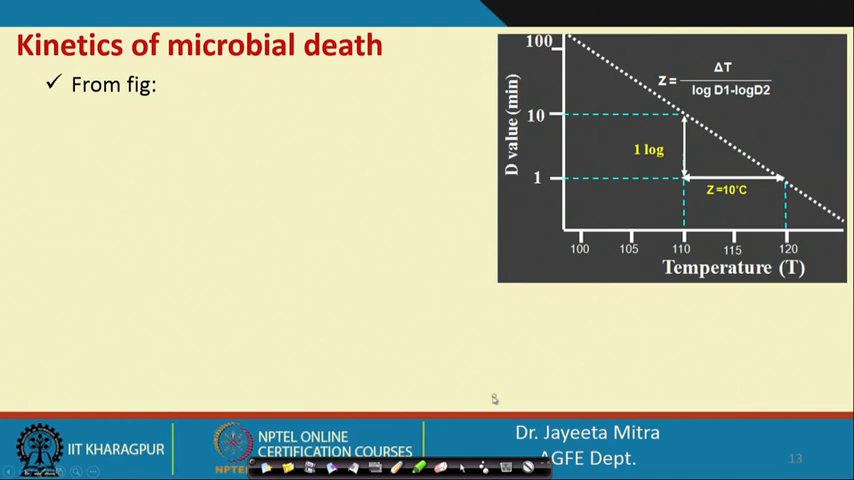 Kinetics of microbial death
✓ From fig:
100
10
1
D value (min)
Z = ΔT / log D1-logD2
1 log
Z =10°C
100 105 110 115 120
Temperature (T)
IIT KHARAGPUR
NPTEL
NPTEL ONLINE
CERTIFICATION COURSES
Dr. Jayeeta Mitra
AGFE Dept.
13